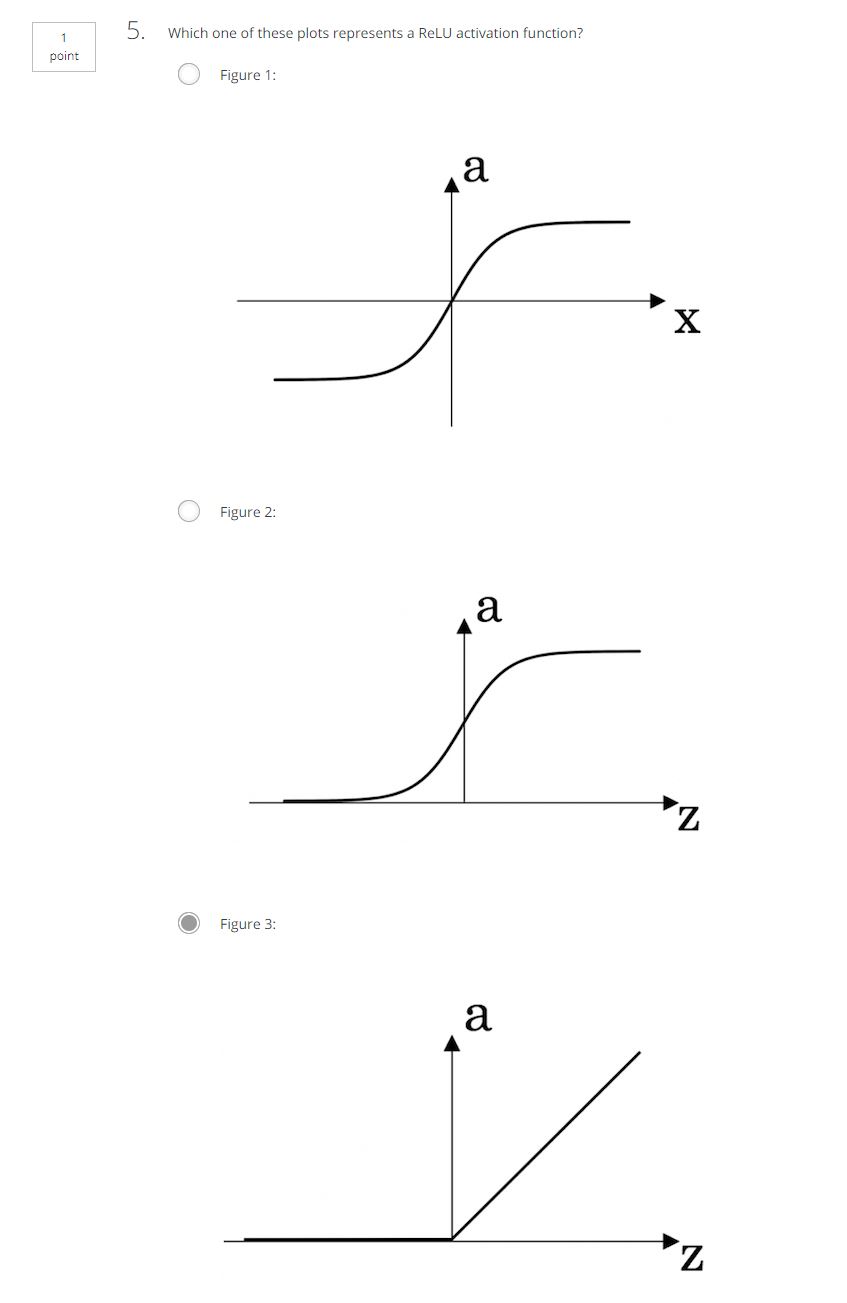 1
point
5. Which one of these plots represents a ReLU activation function?
Figure 1:
a
x
Figure 2:
a
z
Figure 3:
a
z